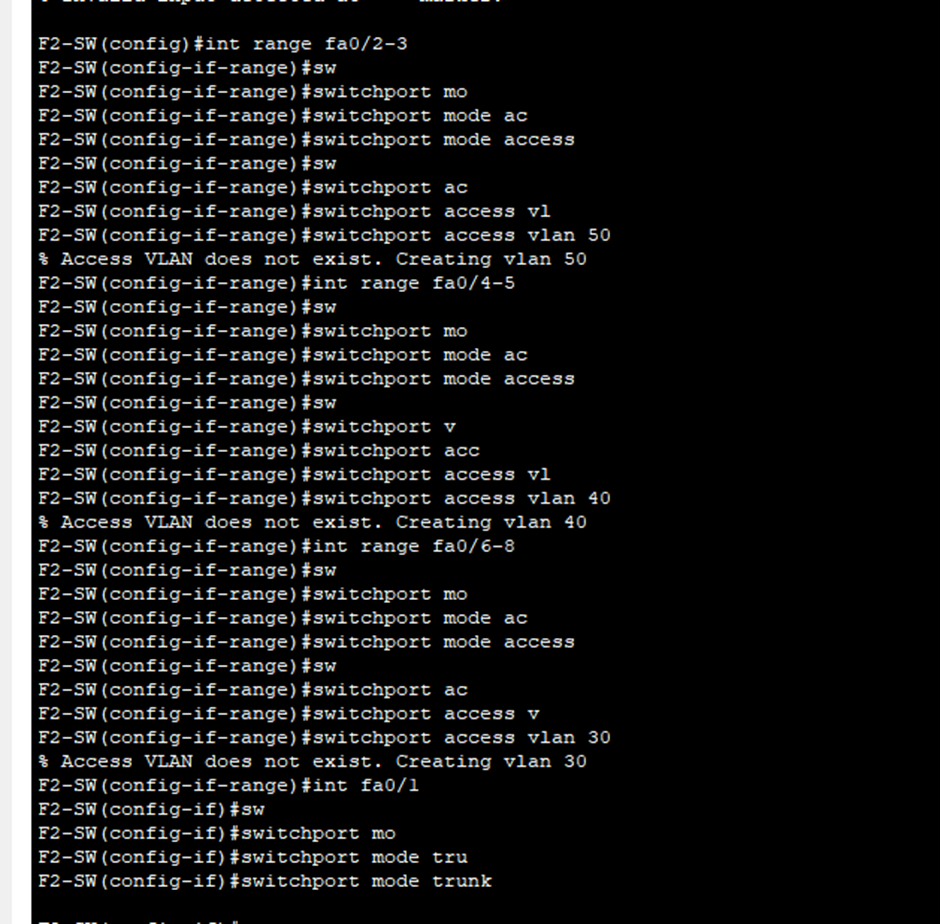 F2-SW(config)#int range fa0/2-3
F2-SW(config-if-range)#sw
F2-SW(config-if-range)#switchport mo
F2-SW(config-if-range)#switchport mode ac
F2-SW(config-if-range)#switchport mode access
F2-SW(config-if-range)#sw
F2-SW(config-if-range)#switchport ac
F2-SW(config-if-range)#switchport access vl
F2-SW(config-if-range)#switchport access vlan 50
% Access VLAN does not exist. Creating vlan 50
F2-SW(config-if-range)#int range fa0/4-5
F2-SW(config-if-range)#sw
F2-SW(config-if-range)#switchport mo
F2-SW(config-if-range)#switchport mode ac
F2-SW(config-if-range)#switchport mode access
F2-SW(config-if-range)#sw
F2-SW(config-if-range)#switchport v
F2-SW(config-if-range)#switchport acc
F2-SW(config-if-range)#switchport access vl
F2-SW(config-if-range)#switchport access vlan 40
% Access VLAN does not exist. Creating vlan 40
F2-SW(config-if-range)#int range fa0/6-8
F2-SW(config-if-range)#sw
F2-SW(config-if-range)#switchport mo
F2-SW(config-if-range)#switchport mode ac
F2-SW(config-if-range)#switchport mode access
F2-SW(config-if-range)#sw
F2-SW(config-if-range)#switchport ac
F2-SW(config-if-range)#switchport access v
F2-SW(config-if-range)#switchport access vlan 30
% Access VLAN does not exist. Creating vlan 30
F2-SW(config-if-range)#int fa0/1
F2-SW(config-if)#sw
F2-SW(config-if)#switchport mo
F2-SW(config-if)#switchport mode tru
F2-SW(config-if)#switchport mode trunk